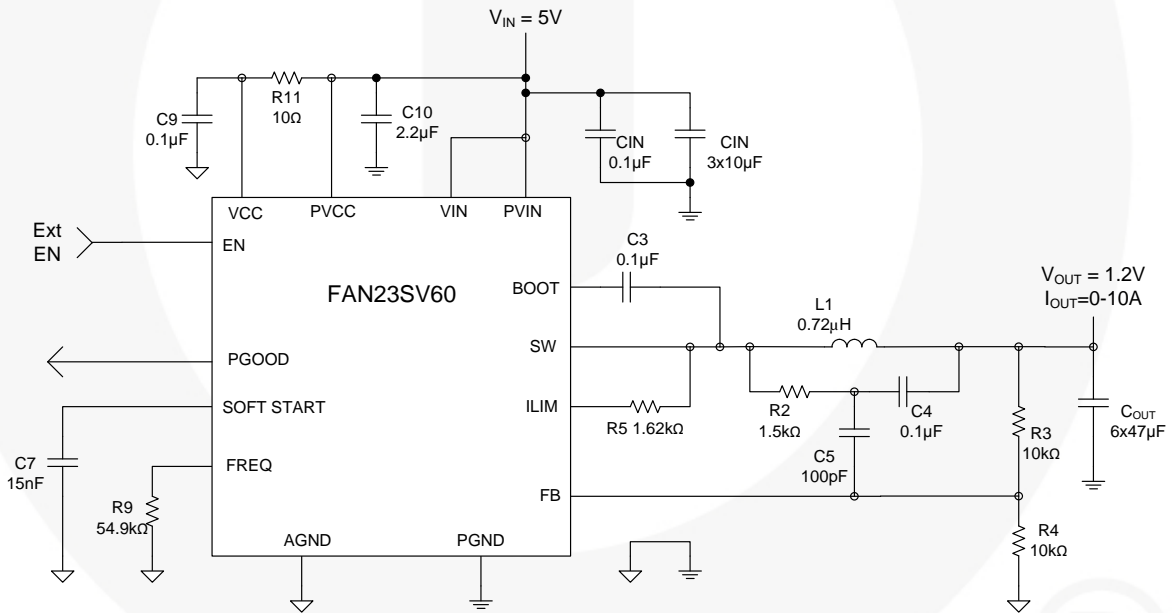 VIN = 5V
R11
10Ω
C9
0.1µF
C10
2.2µF
CIN
0.1µF
CIN
3x10µF
VCC
PVCC
VIN
PVIN
Ext
EN
EN
FAN23SV60
BOOT
C3
0.1µF
VOUT = 1.2V
IOUT=0-10A
L1
0.72µH
SW
PGOOD
SOFT START
ILIM
R5 1.62kΩ
R2
1.5kΩ
C4
0.1µF
C5
100pF
R3
10kΩ
COUT
6x47µF
C7
15nF
FREQ
R9
54.9kΩ
FB
R4
10kΩ
AGND
PGND